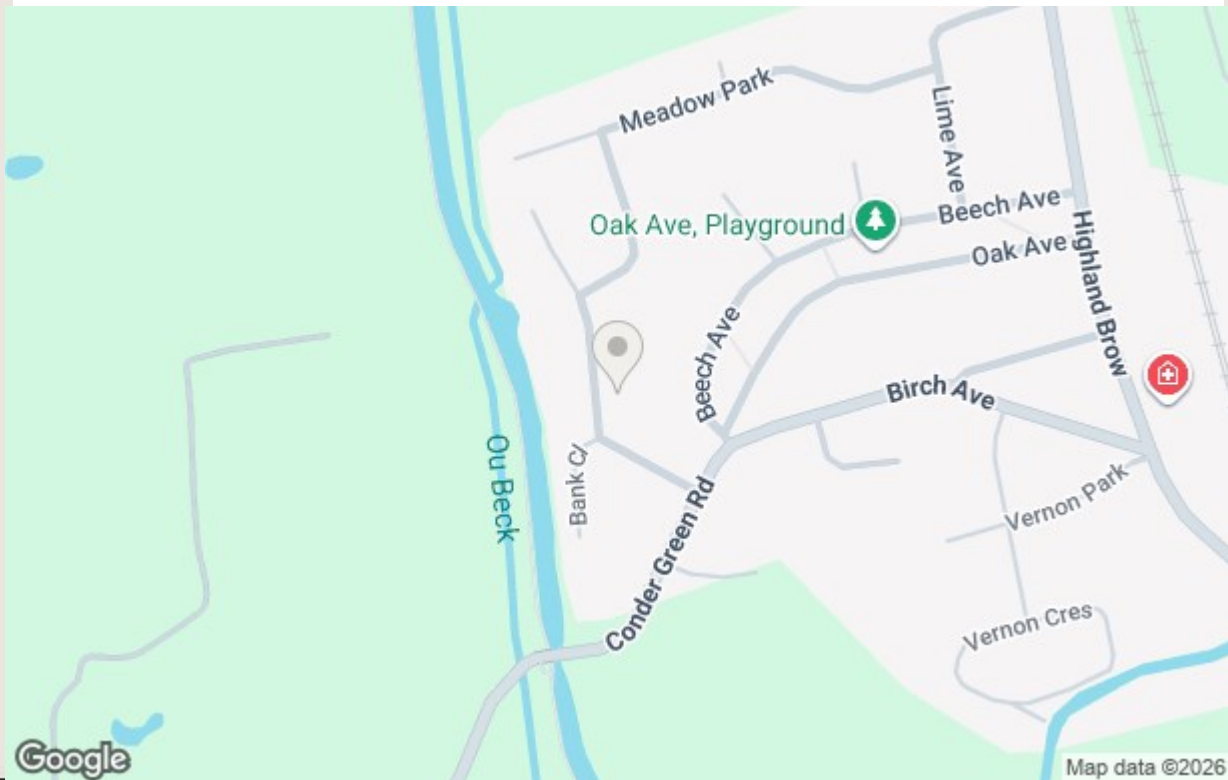 Meadow Park
Lime Ave
Oak Ave, Playground
Beech Ave
Oak Ave
Highland Brow
Beech Ave
Birch Ave
Ou Beck
Bank Cl
Vernon Park
Conder Green Rd
Vernon Cres
Google
Map data ©2026